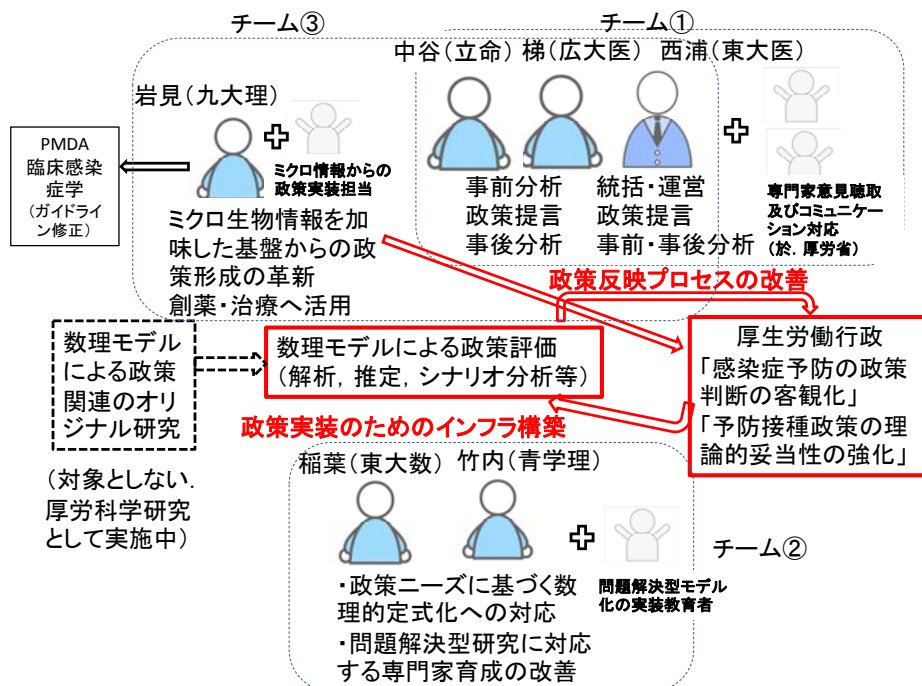 チーム③
チーム①
中谷（立命）
梯（広大医）
西浦（東大医）
岩見（九大理）
PMDA
臨床感染
症学
（ガイドライ
ン修正）
ミクロ情報からの
政策実装担当
ミクロ生物情報を加
味した基盤からの政
策形成の革新
創薬・治療へ活用
事前分析
政策提言
事後分析
統括・運営
政策提言
事前・事後分析
専門家意見聴取
及びコミュニケー
ション対応
（於．厚労省）
政策反映プロセスの改善
数理モデル
による政策
関連のオリ
ジナル研究
（対象としない．
厚労科学研究
として実施中）
数理モデルによる政策評価
（解析，推定，シナリオ分析等）
厚生労働行政
「感染症予防の政策
判断の客観化」
「予防接種政策の理
論的妥当性の強化」
政策実装のためのインフラ構築
稲葉（東大数）
竹内（青学理）
チーム②
問題解決型モデル
化の実装教育者
・政策ニーズに基づく数
理的定式化への対応
・問題解決型研究に対応
する専門家育成の改善